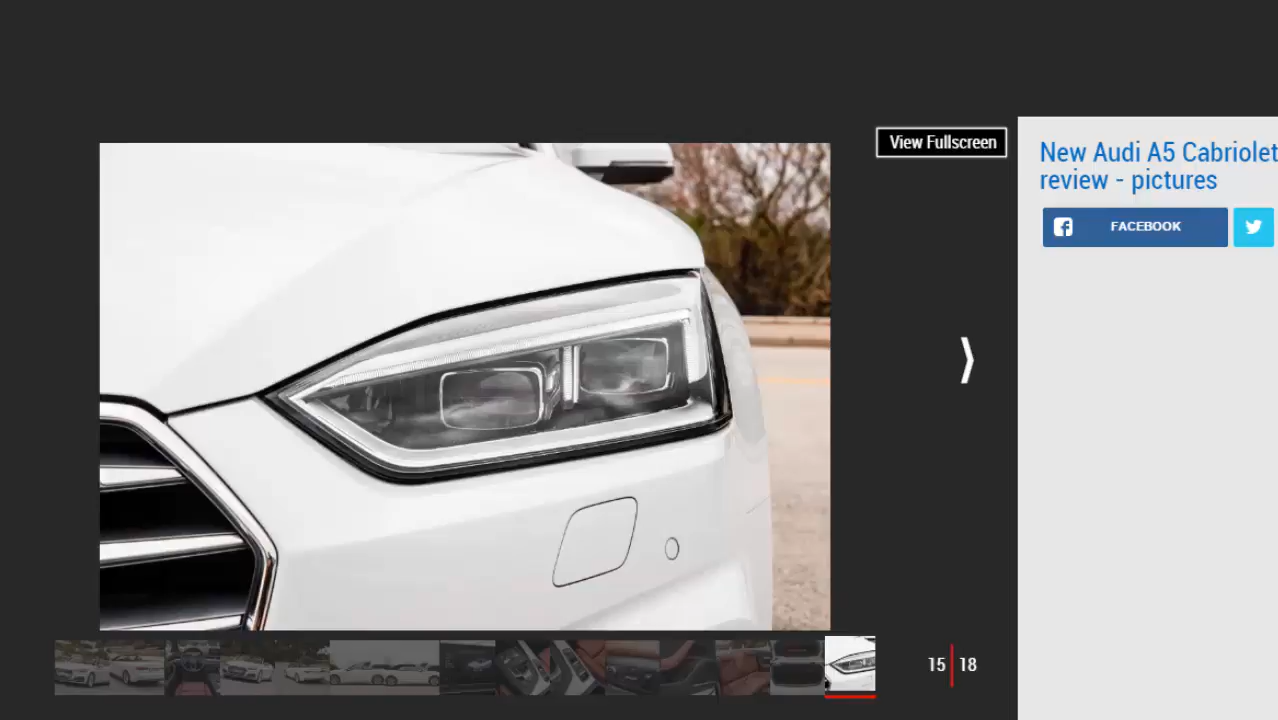 View Fullscreen
New Audi A5 Cabriolet
review - pictures
FACEBOOK
15 18